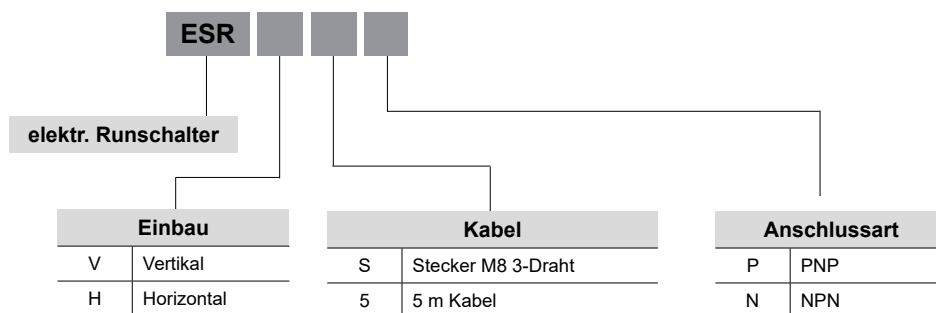 ESR
elektr. Runschalter
Einbau
V Vertikal
H Horizontal
Kabel
S Stecker M8 3-Draht
5 5 m Kabel
Anschlussart
P PNP
N NPN